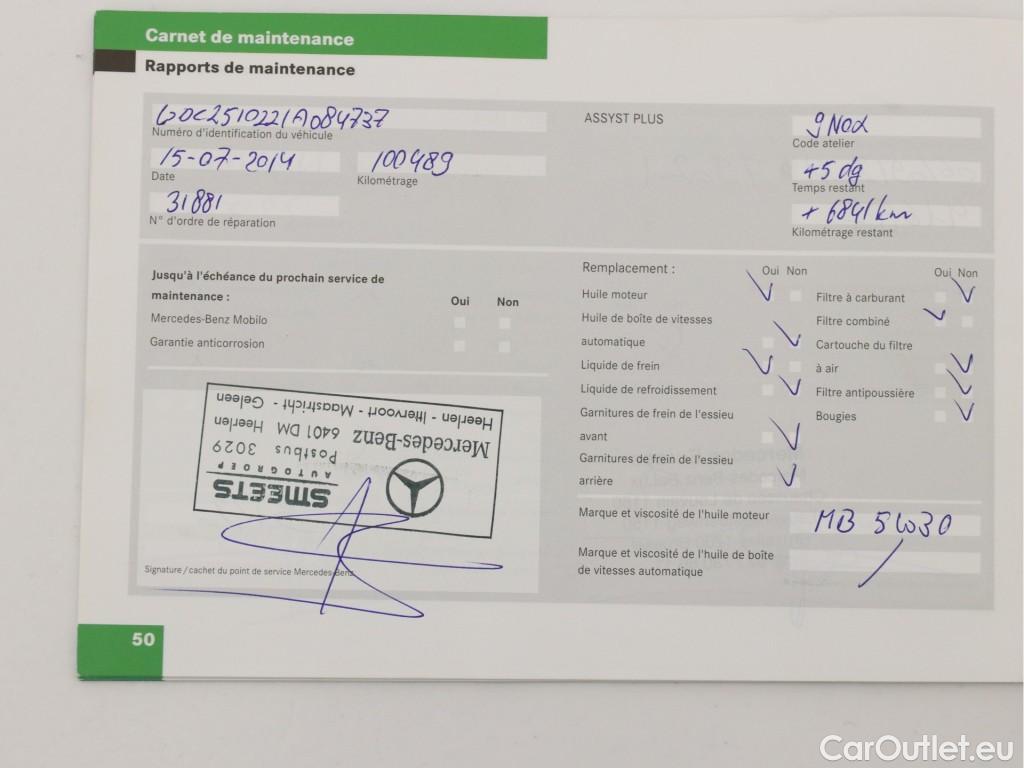 Carnet de maintenance
Rapports de maintenance
WDC2510221A084737
Numéro d'identification du véhicule
15-07-2014
Date
100489
Kilométrage
31881
N° d'ordre de réparation
ASSYST PLUS
Code atelier
+5 dg
Temps restant
+ 6841 km
Kilométrage restant
Jusqu'à l'échéance du prochain service de
maintenance :
Oui Non
Mercedes-Benz Mobilo
Garantie anticorrosion
SMEETS
AUTOGROEP
Postbus 3029
6401 DM Heerlen
Mercedes-Benz
Heerlen - Ittervoort - Maastricht - Geleen
Signature / cachet du point de service Mercedes-Benz
Remplacement :
Oui Non
Huile moteur
Huile de boîte de vitesses
automatique
Liquide de frein
Liquide de refroidissement
Garnitures de frein de l'essieu
avant
Garnitures de frein de l'essieu
arrière
Oui Non
Filtre à carburant
Filtre combiné
Cartouche du filtre
à air
Filtre antipoussière
Bougies
Marque et viscosité de l'huile moteur
MB 5W30
Marque et viscosité de l'huile de boîte
de vitesses automatique
50
CarOutlet.eu